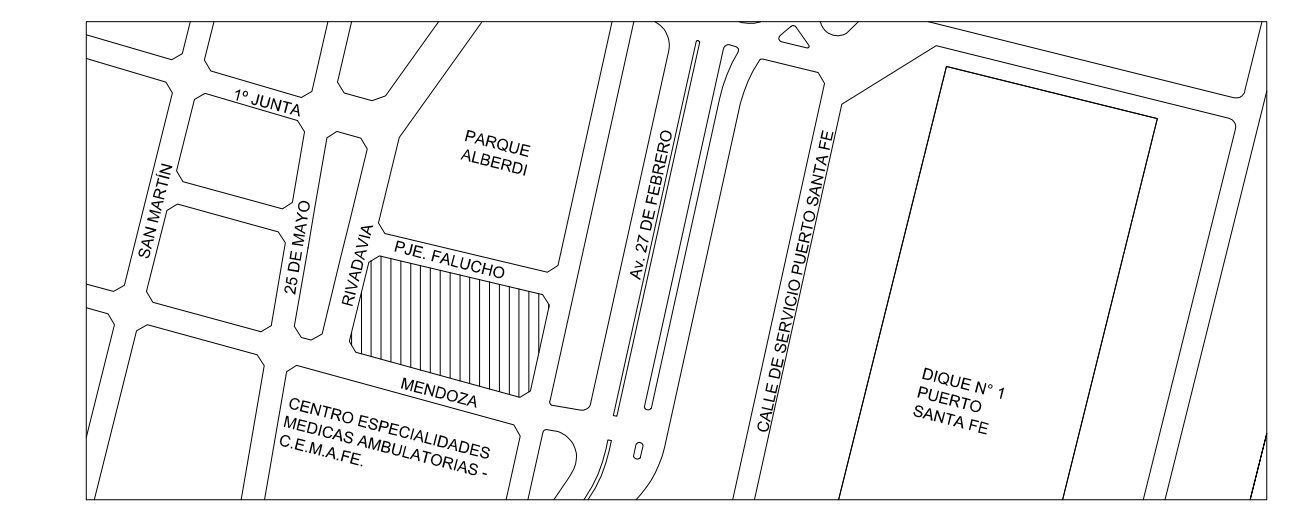 1º JUNTA
PARQUE
ALBERDI
SAN MARTÍN
25 DE MAYO
RIVADAVIA
PJE. FALUCHO
Av. 27 DE FEBRERO
CALLE DE SERVICIO PUERTO SANTA FE
MENDOZA
CENTRO ESPECIALIDADES
MEDICAS AMBULATORIAS -
C.E.M.A.FE.
DIQUE N° 1
PUERTO
SANTA FE